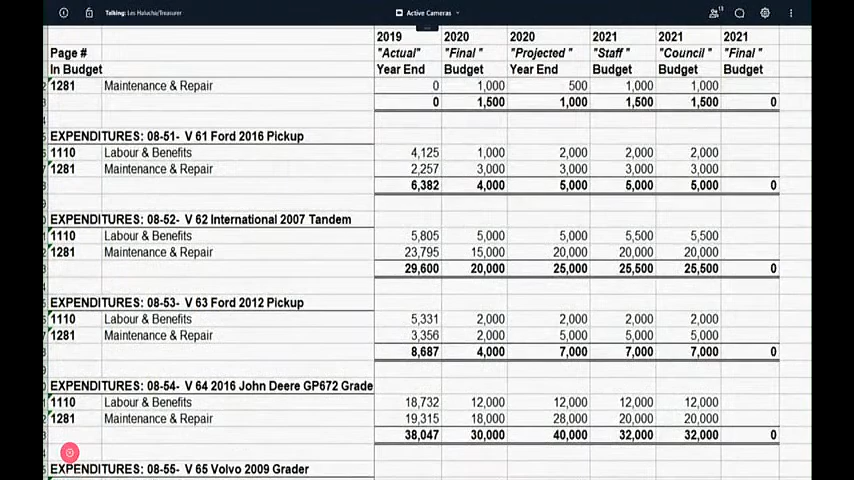 Talking: Les Halucha/Treasurer
Active Cameras
13
2019 2020 2020 2021 2021 2021
"Actual" "Final " "Projected " "Staff " "Council " "Final "
Page #
In Budget Year End Budget Year End Budget Budget Budget
1281 Maintenance & Repair 0 1,000 500 1,000 1,000
0 1,500 1,000 1,500 1,500 0
EXPENDITURES: 08-51- V 61 Ford 2016 Pickup
1110 Labour & Benefits 4,125 1,000 2,000 2,000 2,000
1281 Maintenance & Repair 2,257 3,000 3,000 3,000 3,000
6,382 4,000 5,000 5,000 5,000 0
EXPENDITURES: 08-52- V 62 International 2007 Tandem
1110 Labour & Benefits 5,805 5,000 5,000 5,500 5,500
1281 Maintenance & Repair 23,795 15,000 20,000 20,000 20,000
29,600 20,000 25,000 25,500 25,500 0
EXPENDITURES: 08-53- V 63 Ford 2012 Pickup
1110 Labour & Benefits 5,331 2,000 2,000 2,000 2,000
1281 Maintenance & Repair 3,356 2,000 5,000 5,000 5,000
8,687 4,000 7,000 7,000 7,000 0
EXPENDITURES: 08-54- V 64 2016 John Deere GP672 Grade
1110 Labour & Benefits 18,732 12,000 12,000 12,000 12,000
1281 Maintenance & Repair 19,315 18,000 28,000 20,000 20,000
38,047 30,000 40,000 32,000 32,000 0
EXPENDITURES: 08-55- V 65 Volvo 2009 Grader